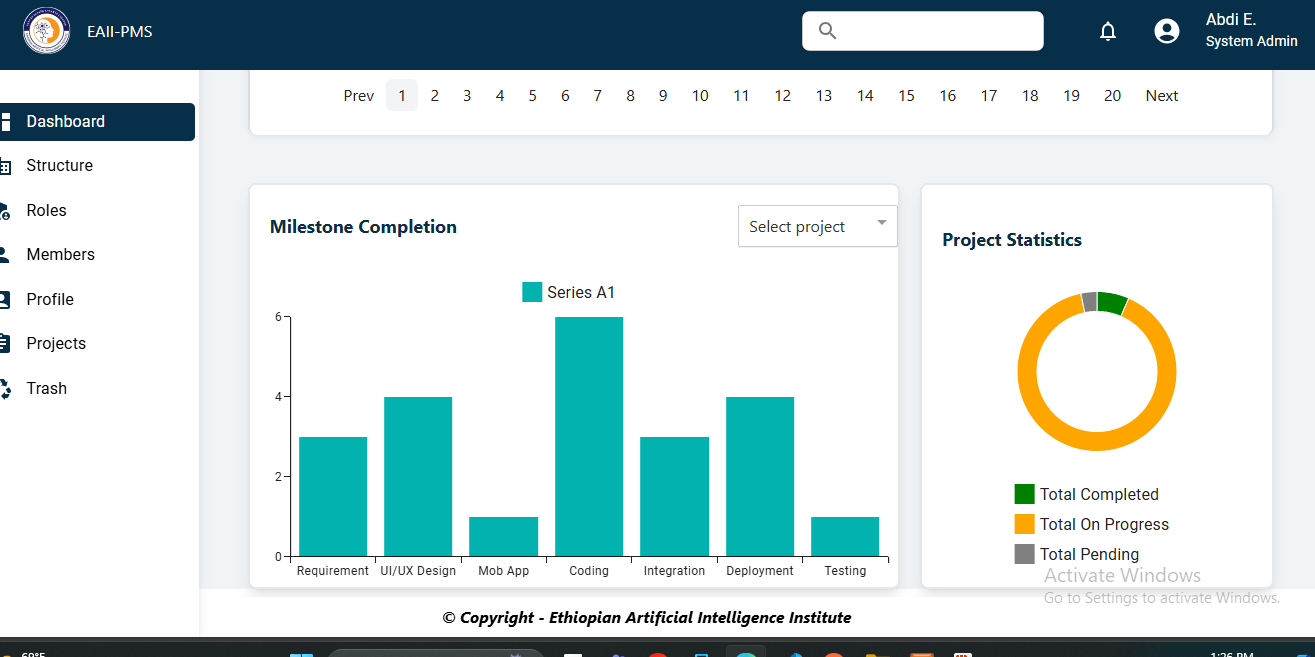 EAII-PMS
Abdi E.
System Admin
Prev 1 2 3 4 5 6 7 8 9 10 11 12 13 14 15 16 17 18 19 20 Next
Dashboard
Structure
Roles
Members
Profile
Projects
Trash
Milestone Completion
Select project
Series A1
6
4
2
0
Requirement UI/UX Design Mob App Coding Integration Deployment Testing
Project Statistics
Total Completed
Total On Progress
Total Pending
Activate Windows
Go to Settings to activate Windows.
© Copyright - Ethiopian Artificial Intelligence Institute